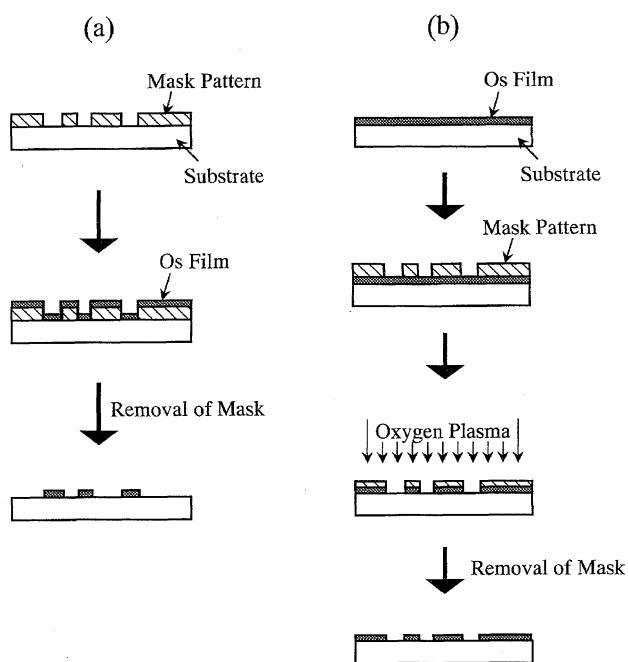 (a)
Mask Pattern
Substrate
Os Film
Removal of Mask
(b)
Os Film
Substrate
Mask Pattern
Oxygen Plasma
Removal of Mask